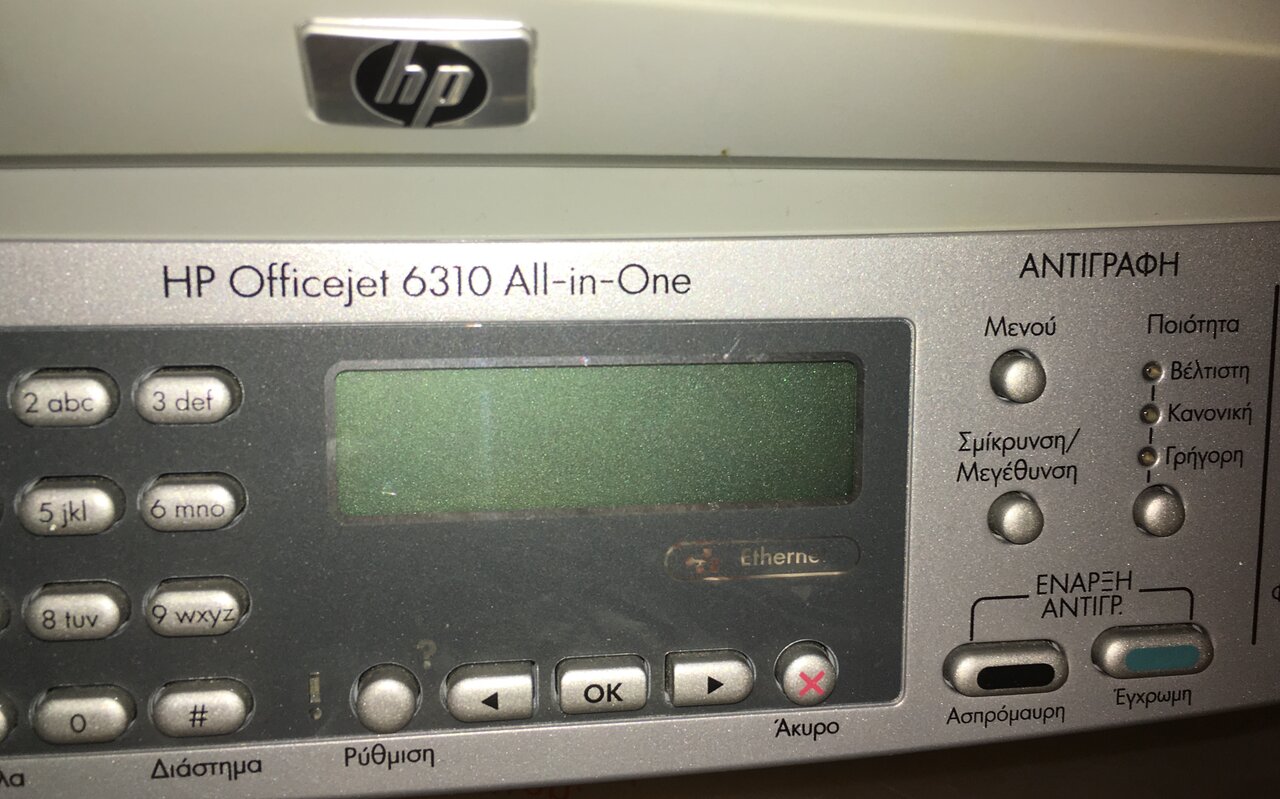 hp
HP Officejet 6310 All-in-One
2 abc
3 def
5 jkl
6 mno
8 tuv
9 wxyz
0
#
Διάστημα
Etherne
?
!
Ρύθμιση
OK
Άκυρο
ΑΝΤΙΓΡΑΦΗ
Μενού
Σμίκρυνση/
Μεγέθυνση
Ποιότητα
Βέλτιστη
Κανονική
Γρήγορη
ΕΝΑΡΞΗ
ΑΝΤΙΓΡ.
Ασπρόμαυρη
Έγχρωμη